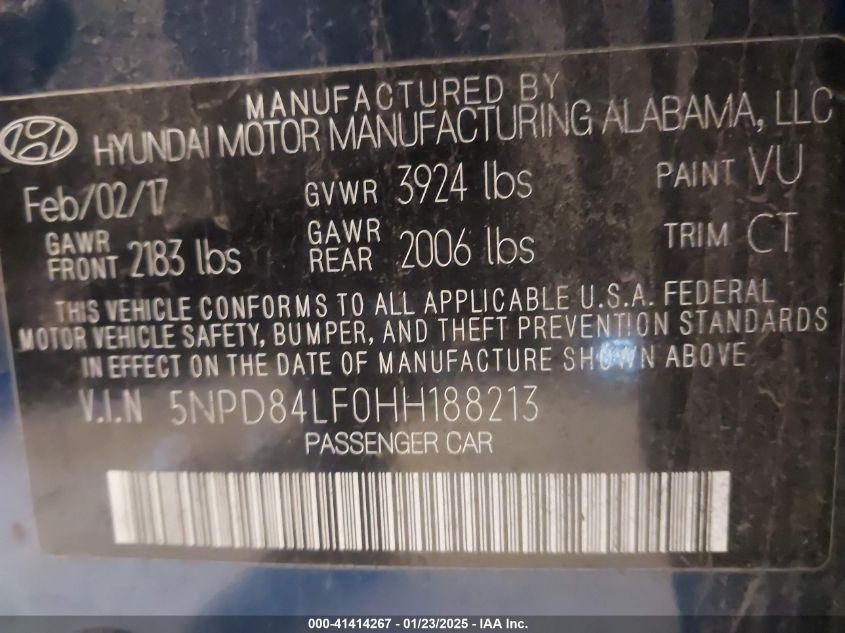 MANUFACTURED BY
HYUNDAI MOTOR MANUFACTURING ALABAMA, LLC
Feb/02/17 GVWR 3924 lbs PAINT VU
GAWR FRONT 2183 lbs GAWR REAR 2006 lbs TRIM CT
THIS VEHICLE CONFORMS TO ALL APPLICABLE U.S.A. FEDERAL
MOTOR VEHICLE SAFETY, BUMPER, AND THEFT PREVENTION STANDARDS
IN EFFECT ON THE DATE OF MANUFACTURE SHOWN ABOVE
V.I.N 5NPD84LF0HH188213
PASSENGER CAR
000-41414267 - 01/23/2025 - IAA Inc.